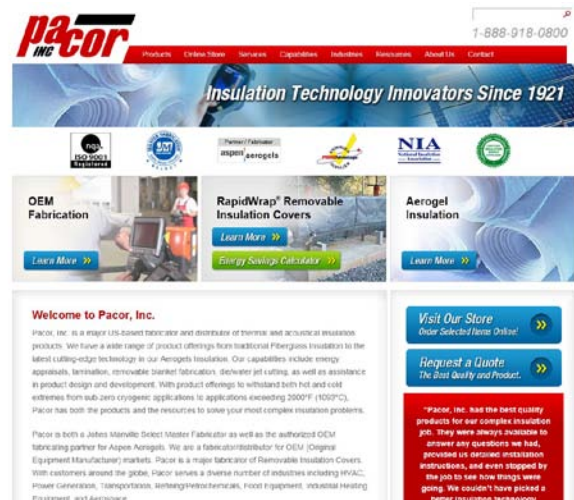 pacor
INC
1-888-918-0800
Products Online Store Services Capabilities Industries Resources About Us Contact
Insulation Technology Innovators Since 1921
nqa
ISO 9001
Registered
JM
Partner / Fabricator
aspen aerogels
NIA
National Insulation
Association
OEM
Fabrication
Learn More »
RapidWrap® Removable
Insulation Covers
Learn More »
Energy Savings Calculator »
Aerogel
Insulation
Learn More »
Welcome to Pacor, Inc.
Pacor, Inc. is a major US-based fabricator and distributor of thermal and acoustical insulation
products. We have a wide range of product offerings from traditional Fiberglass Insulation to the
latest cutting-edge technology in our Aerogels Insulation. Our capabilities include energy
appraisals, lamination, removable blanket fabrication, die/water jet cutting, as well as assistance
in product design and development. With product offerings to withstand both hot and cold
extremes from sub-zero cryogenic applications to applications exceeding 2000°F (1093°C),
Pacor has both the products and the resources to solve your most complex insulation problems.
Pacor is both a Johns Manville Select Master Fabricator as well as the authorized OEM
fabricating partner for Aspen Aerogels. We are a fabricator/distributor for OEM (Original
Equipment Manufacturer) markets. Pacor is a major fabricator of Removable Insulation Covers.
With customers around the globe, Pacor serves a diverse number of industries including HVAC,
Power Generation, Transportation, Refining/Petrochemicals, Food Equipment, Industrial Heating
Equipment, and Aerospace.
Visit Our Store
Order Selected Items Online!
Request a Quote
The Best Quality and Product.
"Pacor, Inc. had the best quality
products for our complex insulation
job. They were always available to
answer any questions we had,
provided us detailed installation
instructions, and even stopped by
the job to see how things were
going. We couldn't have picked a
better insulation technology